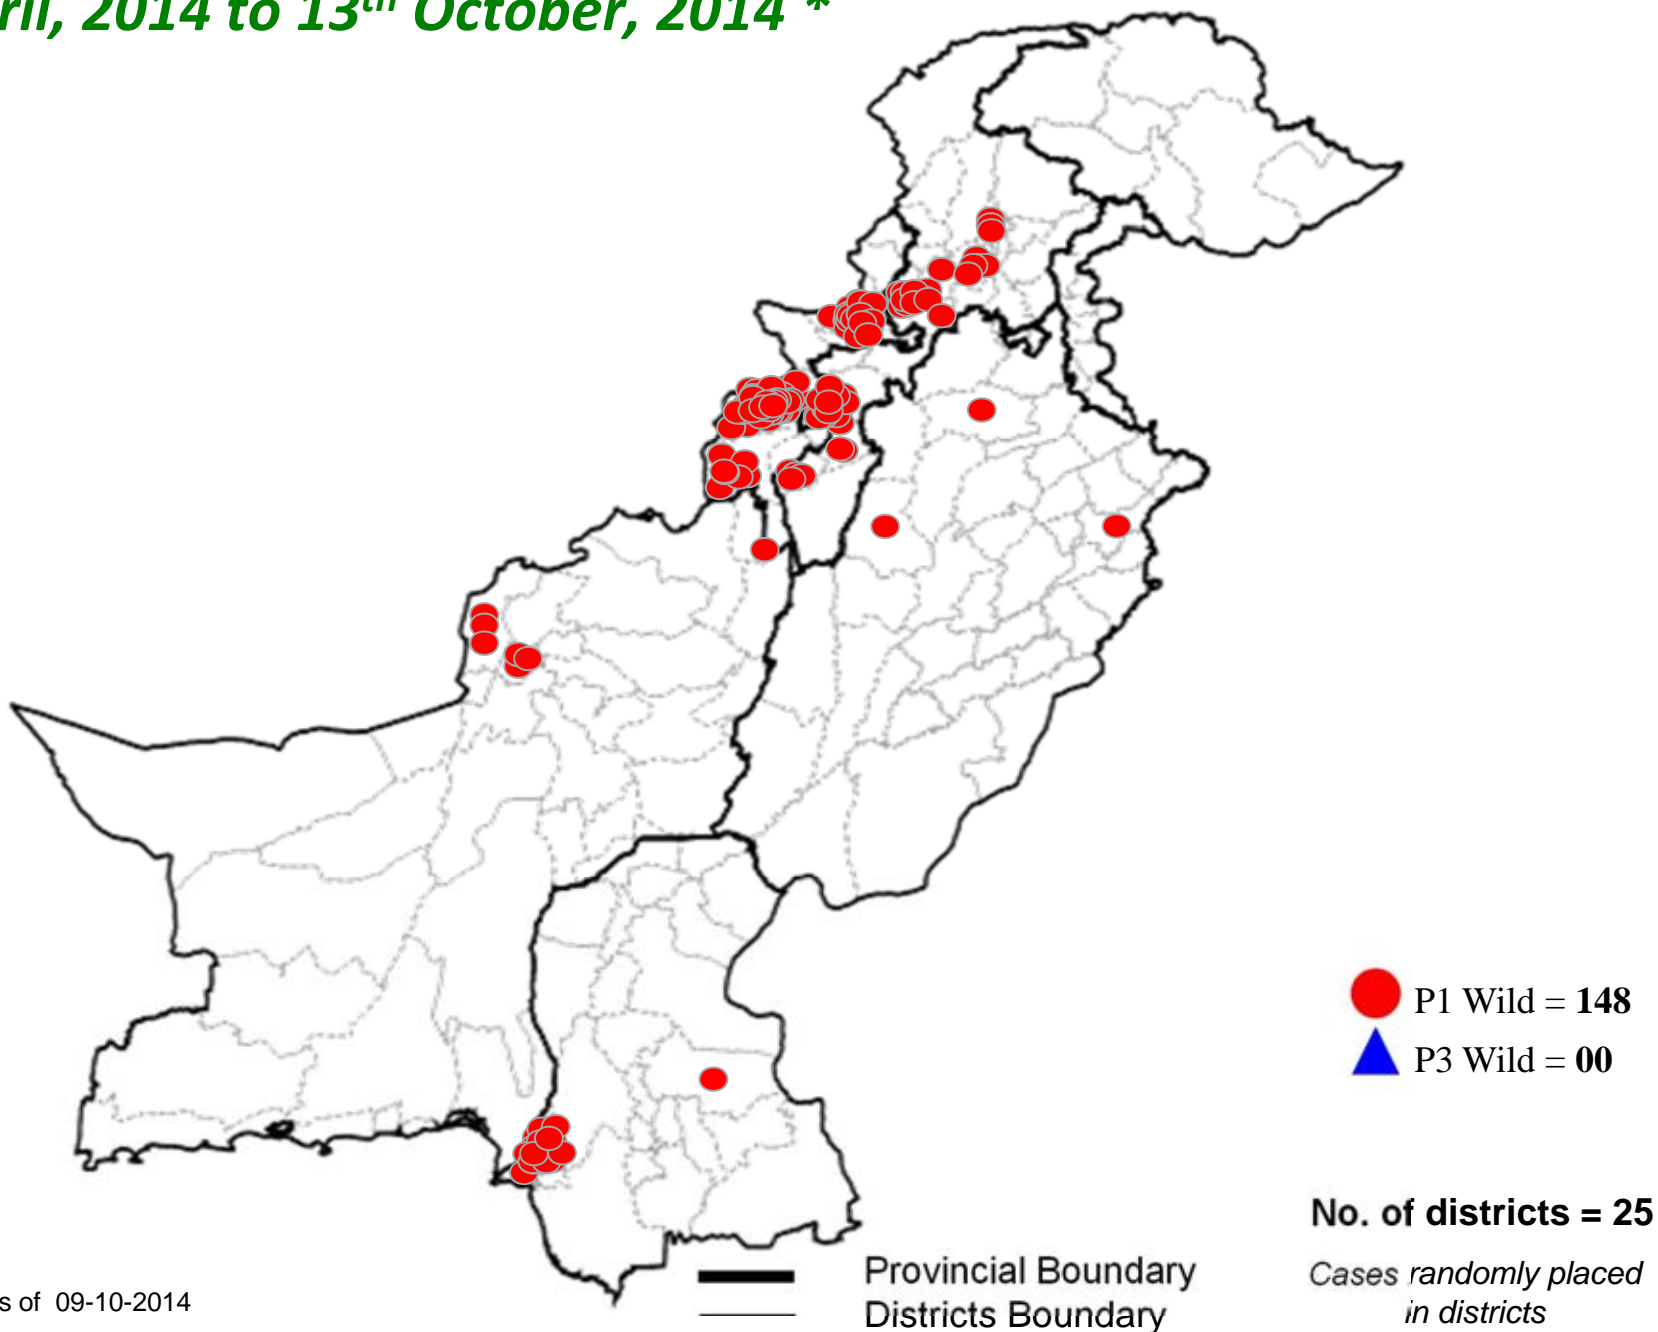 2014 to 13th October, 2014 *
P1 Wild = 148
P3 Wild = 00
No. of districts = 25
Cases randomly placed
in districts
Provincial Boundary
Districts Boundary
of 09-10-2014